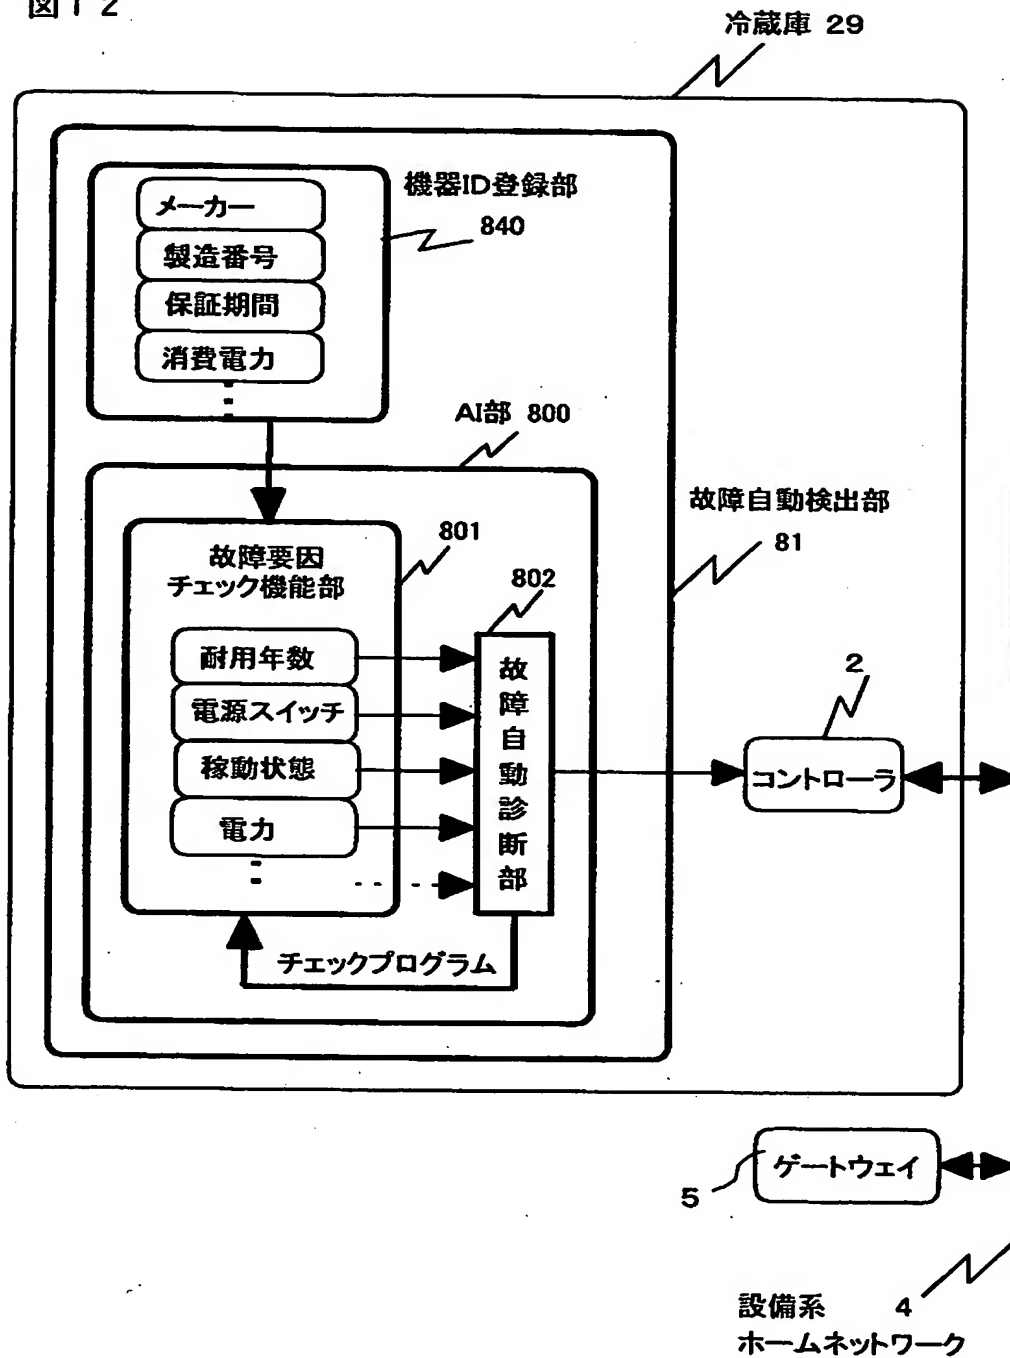 図12
冷蔵庫 29
機器ID登録部
840
メーカー
製造番号
保証期間
消費電力
AI部 800
故障自動検出部
81
801
故障要因
チェック機能部
802
耐用年数
電源スイッチ
稼動状態
電力
故障自動診断部
2
コントローラ
チェックプログラム
ゲートウェイ
5
設備系 4
ホームネットワーク